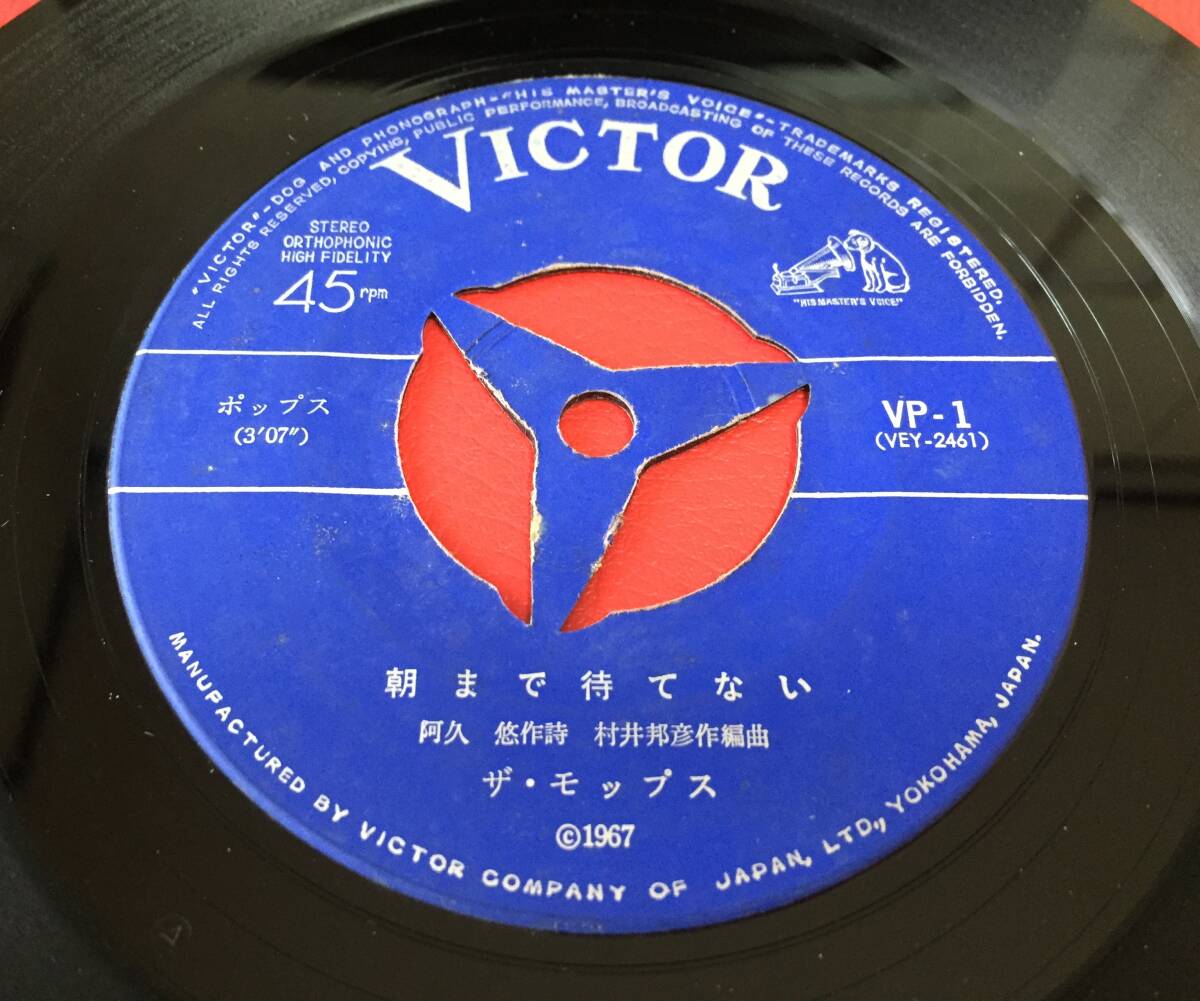 "VICTOR"-DOG AND PHONOGRAPH-"HIS MASTER'S VOICE"-TRADEMARKS REGISTERED.
ALL RIGHTS RESERVED, COPYING, PUBLIC PERFORMANCE, BROADCASTING OF THESE RECORDS ARE FORBIDDEN.
VICTOR
STEREO
ORTHOPHONIC
HIGH FIDELITY
45 rpm
"HIS MASTER'S VOICE"
ポップス
(3′07″)
VP-1
(VEY-2461)
朝まで待てない
阿久 悠作詩 村井邦彦作編曲
ザ・モップス
©1967
MANUFACTURED BY VICTOR COMPANY OF JAPAN, LTD., YOKOHAMA, JAPAN.